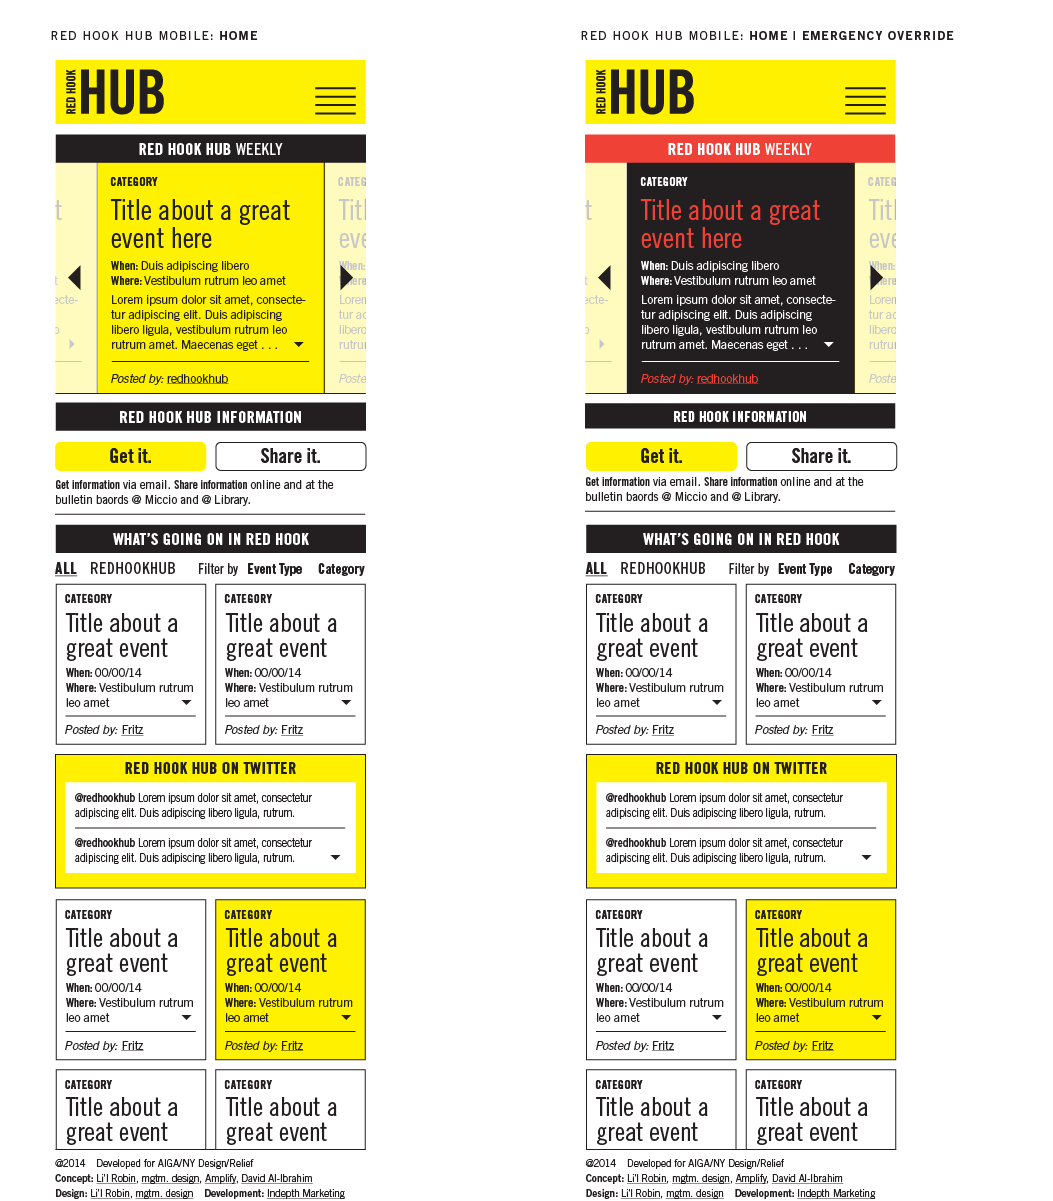 RED HOOK HUB MOBILE: HOME
RED HOOK HUB
RED HOOK HUB WEEKLY
CATEGORY
Title about a great
event here
When: Duis adipiscing libero
Where: Vestibulum rutrum leo amet
Lorem ipsum dolor sit amet, consecte-
tur adipiscing elit. Duis adipiscing
libero ligula, vestibulum rutrum leo
rutrum amet. Maecenas eget . . .
Posted by: redhookhub
RED HOOK HUB INFORMATION
Get it. Share it.
Get information via email. Share information online and at the
bulletin baords @ Miccio and @ Library.
WHAT'S GOING ON IN RED HOOK
ALL REDHOOKHUB Filter by Event Type Category
CATEGORY
Title about a
great event
When: 00/00/14
Where: Vestibulum rutrum
leo amet
Posted by: Fritz
CATEGORY
Title about a
great event
When: 00/00/14
Where: Vestibulum rutrum
leo amet
Posted by: Fritz
RED HOOK HUB ON TWITTER
@redhookhub Lorem ipsum dolor sit amet, consectetur
adipiscing elit. Duis adipiscing libero ligula, rutrum.
@redhookhub Lorem ipsum dolor sit amet, consectetur
adipiscing elit. Duis adipiscing libero ligula, rutrum.
CATEGORY
Title about a
great event
When: 00/00/14
Where: Vestibulum rutrum
leo amet
Posted by: Fritz
CATEGORY
Title about a
great event
When: 00/00/14
Where: Vestibulum rutrum
leo amet
Posted by: Fritz
CATEGORY
Title about a
great event
CATEGORY
Title about a
great event
@2014 Developed for AIGA/NY Design/Relief
Concept: Li'l Robin, mgtm. design, Amplify, David Al-Ibrahim
Design: Li'l Robin, mgtm. design Development: Indepth Marketing
RED HOOK HUB MOBILE: HOME | EMERGENCY OVERRIDE
RED HOOK HUB
RED HOOK HUB WEEKLY
CATEGORY
Title about a great
event here
When: Duis adipiscing libero
Where: Vestibulum rutrum leo amet
Lorem ipsum dolor sit amet, consecte-
tur adipiscing elit. Duis adipiscing
libero ligula, vestibulum rutrum leo
rutrum amet. Maecenas eget . . .
Posted by: redhookhub
RED HOOK INFORMATION
Get it. Share it.
Get information via email. Share information online and at the
bulletin baords @ Miccio and @ Library.
WHAT'S GOING ON IN RED HOOK
ALL REDHOOKHUB Filter by Event Type Category
CATEGORY
Title about a
great event
When: 00/00/14
Where: Vestibulum rutrum
leo amet
Posted by: Fritz
CATEGORY
Title about a
great event
When: 00/00/14
Where: Vestibulum rutrum
leo amet
Posted by: Fritz
RED HOOK HUB ON TWITTER
@redhookhub Lorem ipsum dolor sit amet, consectetur
adipiscing elit. Duis adipiscing libero ligula, rutrum.
@redhookhub Lorem ipsum dolor sit amet, consectetur
adipiscing elit. Duis adipiscing libero ligula, rutrum.
CATEGORY
Title about a
great event
When: 00/00/14
Where: Vestibulum rutrum
leo amet
Posted by: Fritz
CATEGORY
Title about a
great event
When: 00/00/14
Where: Vestibulum rutrum
leo amet
Posted by: Fritz
CATEGORY
Title about a
great event
CATEGORY
Title about a
great event
@2014 Developed for AIGA/NY Design/Relief
Concept: Li'l Robin, mgtm. design, Amplify, David Al-Ibrahim
Design: Li'l Robin, mgtm. design Development: Indepth Marketing